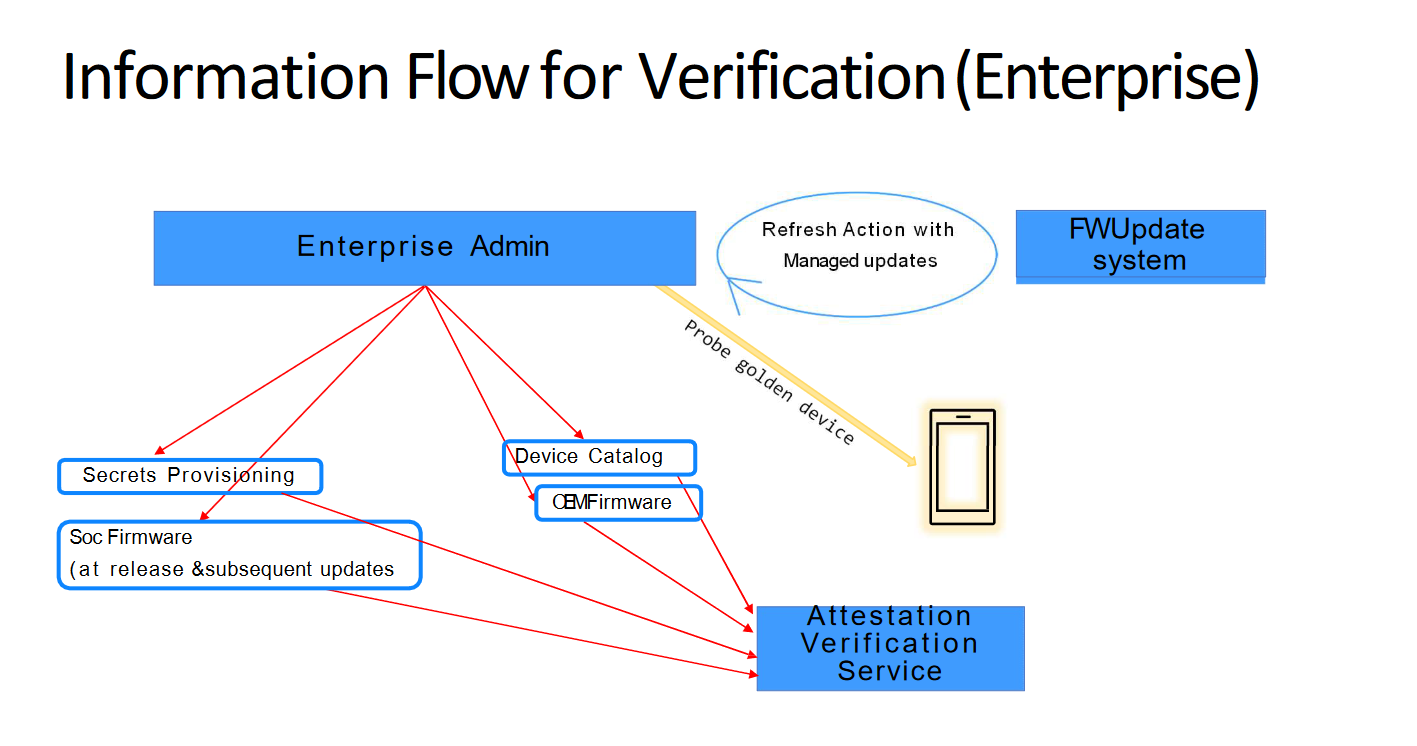 Information Flow for Verification (Enterprise)
Enterprise Admin
Refresh Action with
Managed updates
FWUpdate
system
Probe golden device
Secrets Provisioning
Device Catalog
OEMFirmware
Soc Firmware
(at release &subsequent updates
Attestation
Verification
Service